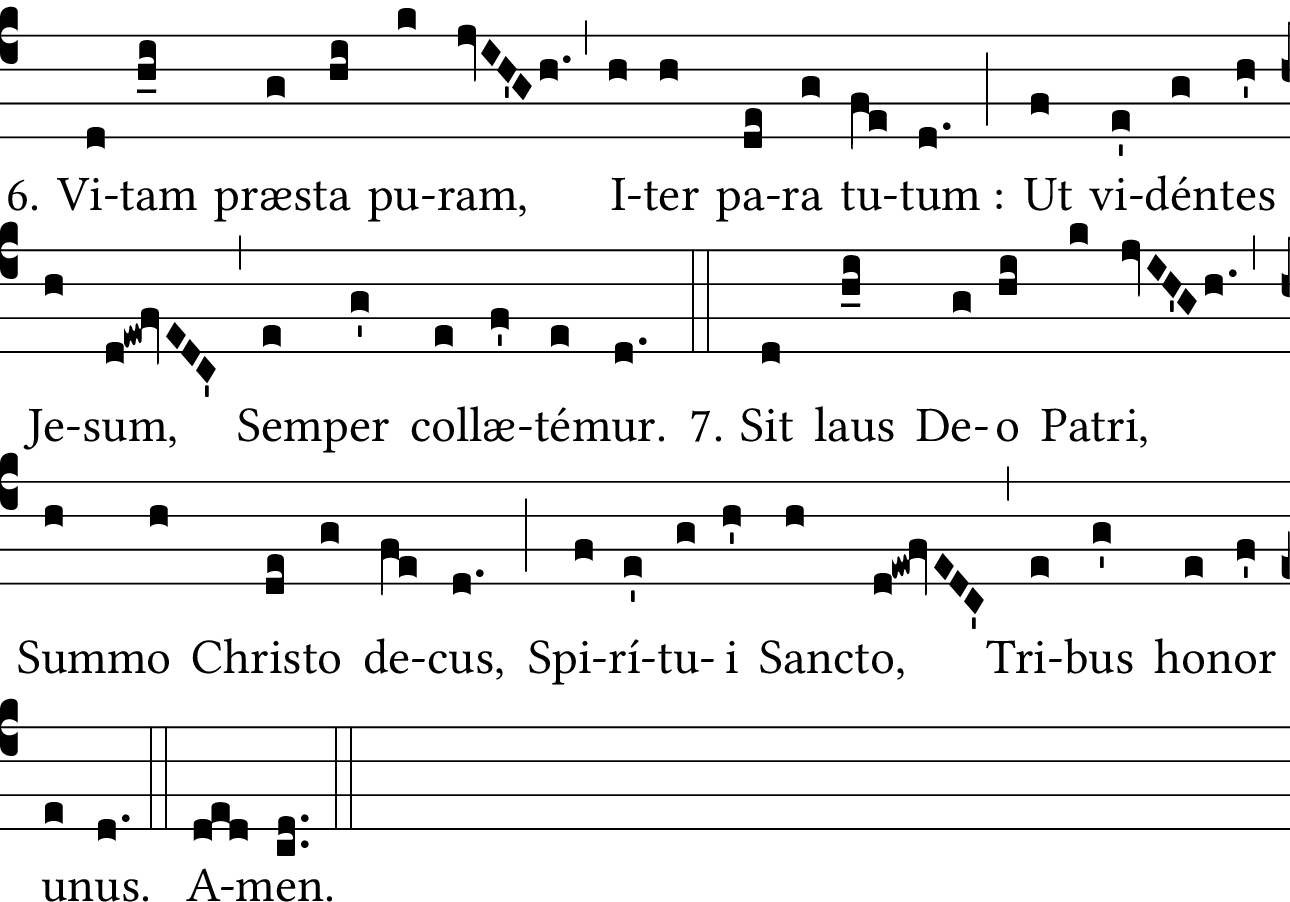 6. Vi-tam præsta pu-ram, I-ter pa-ra tu-tum : Ut vi-déntes
Je-sum, Semper collæ-témur. 7. Sit laus De-o Patri,
Summo Christo de-cus, Spi-rí-tu-i Sancto, Tri-bus honor
unus. A-men.